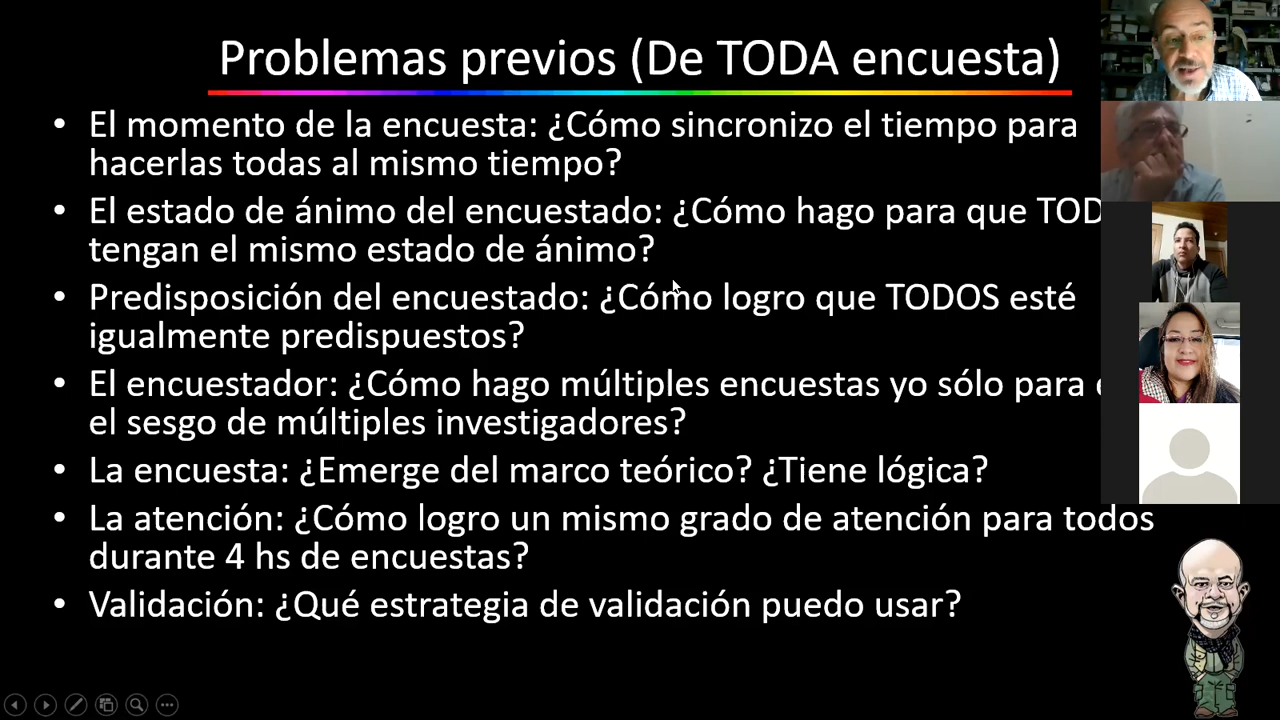 Problemas previos (De TODA encuesta)
• El momento de la encuesta: ¿Cómo sincronizo el tiempo para
hacerlas todas al mismo tiempo?
• El estado de ánimo del encuestado: ¿Cómo hago para que
tengan el mismo estado de ánimo?
• Predisposición del encuestado: ¿Cómo logro que TODOS esté
igualmente predispuestos?
• El encuestador: ¿Cómo hago múltiples encuestas yo sólo para
el sesgo de múltiples investigadores?
• La encuesta: ¿Emerge del marco teórico? ¿Tiene lógica?
• La atención: ¿Cómo logro un mismo grado de atención para todos
durante 4 hs de encuestas?
• Validación: ¿Qué estrategia de validación puedo usar?